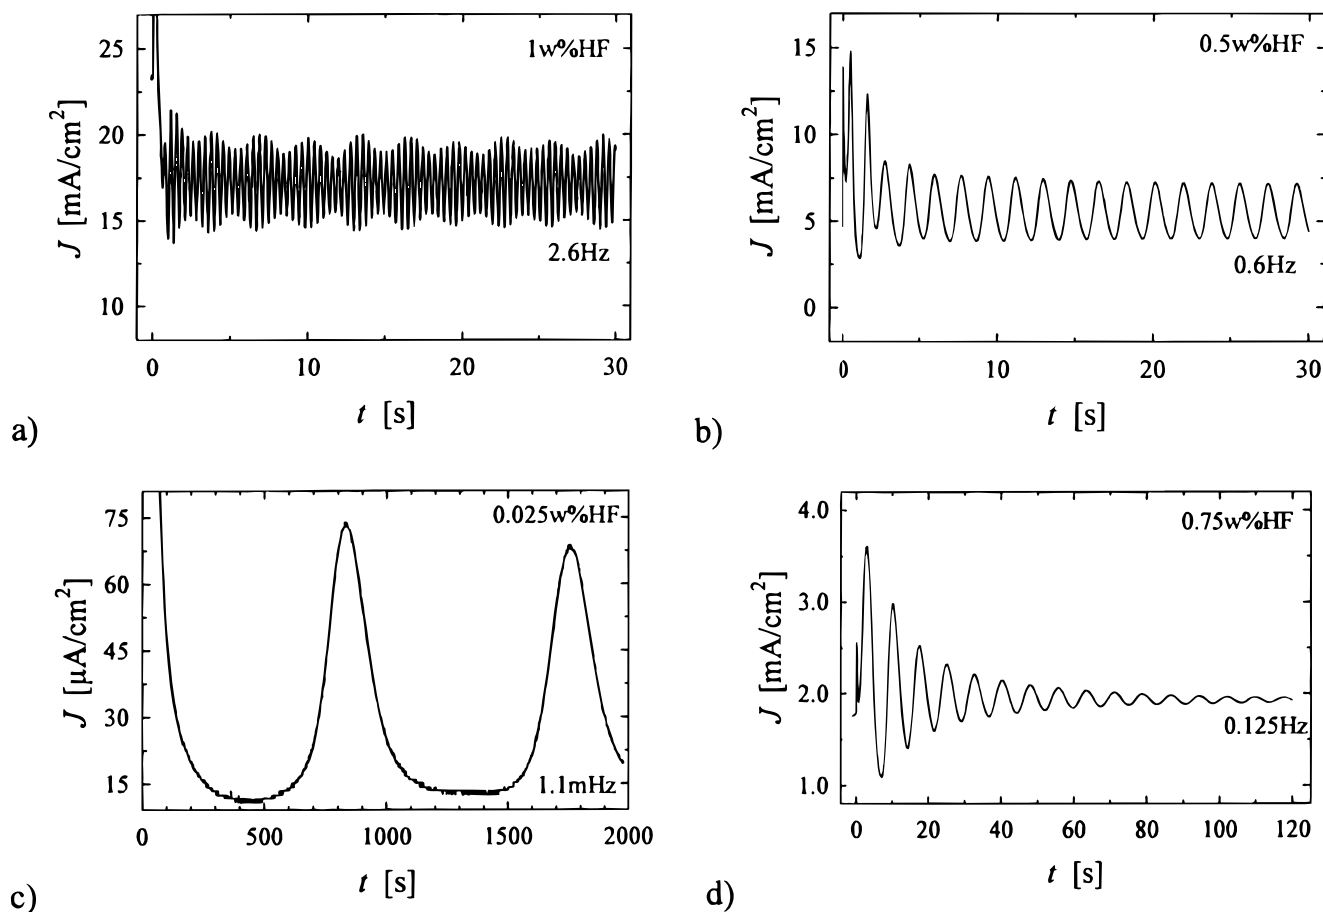 25
20
15
10
J [mA/cm²]
1w%HF
2.6Hz
0 10 20 30
t [s]
a)
15
10
5
0
J [mA/cm²]
0.5w%HF
0.6Hz
0 10 20 30
t [s]
b)
75
60
45
30
15
J [µA/cm²]
0.025w%HF
1.1mHz
0 500 1000 1500 2000
t [s]
c)
4.0
3.0
2.0
1.0
J [mA/cm²]
0.75w%HF
0.125Hz
0 20 40 60 80 100 120
t [s]
d)